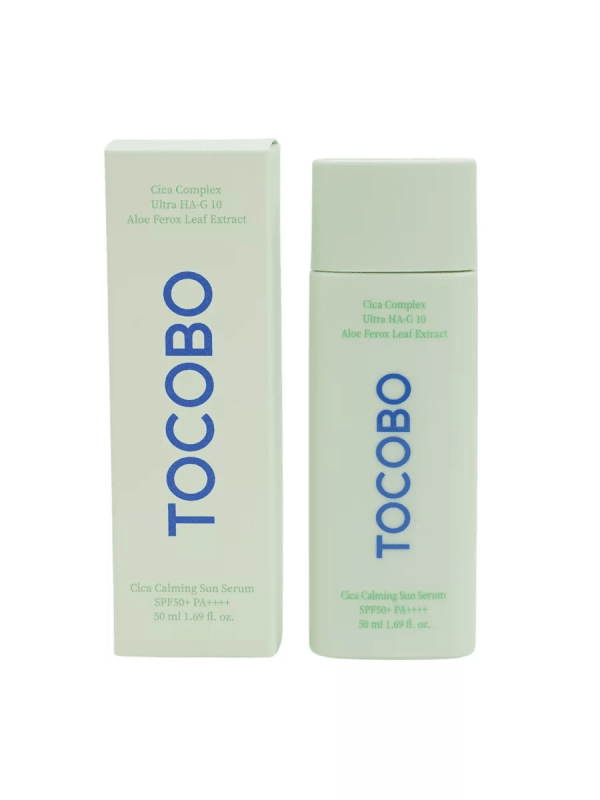 Cica Complex
Ultra HA-G 10
Aloe Ferox Leaf Extract
TOCOBO
Cica Calming Sun Serum
SPF50+ PA++++
50 ml 1.69 fl. oz.
Cica Complex
Ultra HA-G 10
Aloe Ferox Leaf Extract
TOCOBO
Cica Calming Sun Serum
SPF50+ PA++++
50 ml 1.69 fl. oz.